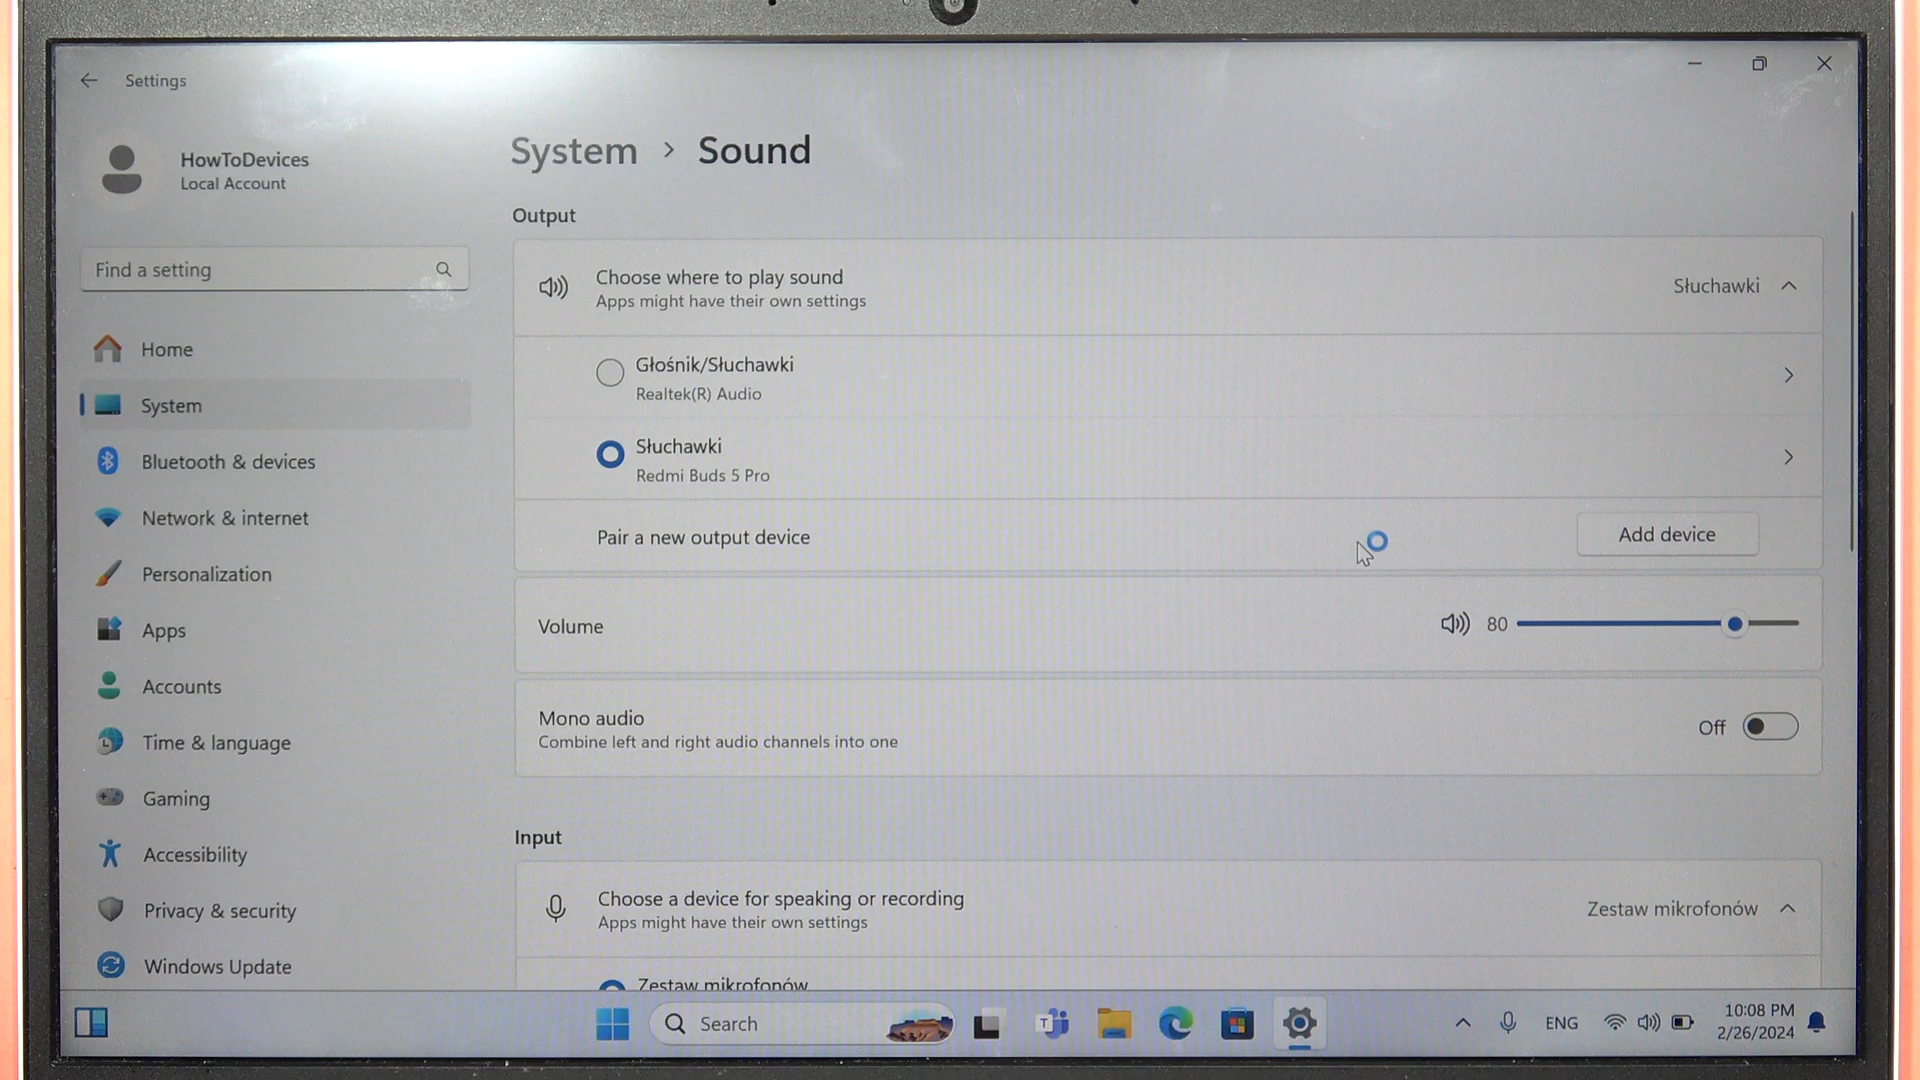 Settings
HowToDevices
Local Account
Find a setting
Home
System
Bluetooth & devices
Network & internet
Personalization
Apps
Accounts
Time & language
Gaming
Accessibility
Privacy & security
Windows Update
System > Sound
Output
Choose where to play sound
Apps might have their own settings
Słuchawki
Głośnik/Słuchawki
Realtek(R) Audio
Słuchawki
Redmi Buds 5 Pro
Pair a new output device
Add device
Volume
80
Mono audio
Combine left and right audio channels into one
Off
Input
Choose a device for speaking or recording
Apps might have their own settings
Zestaw mikrofonów
Zestaw mikrofonów
Search
ENG
10:08 PM
2/26/2024